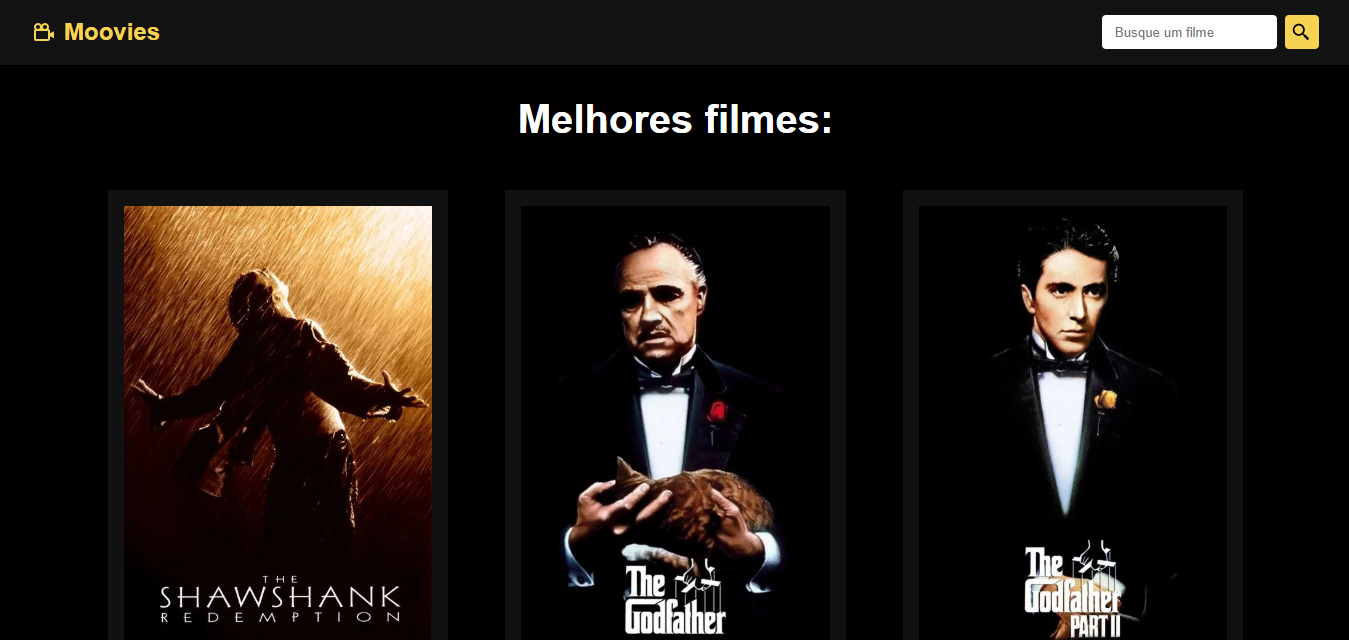 Moovies
Busque um filme
Melhores filmes:
THE
SHAWSHANK
REDEMPTION
The
Godfather
The
Godfather
PART II